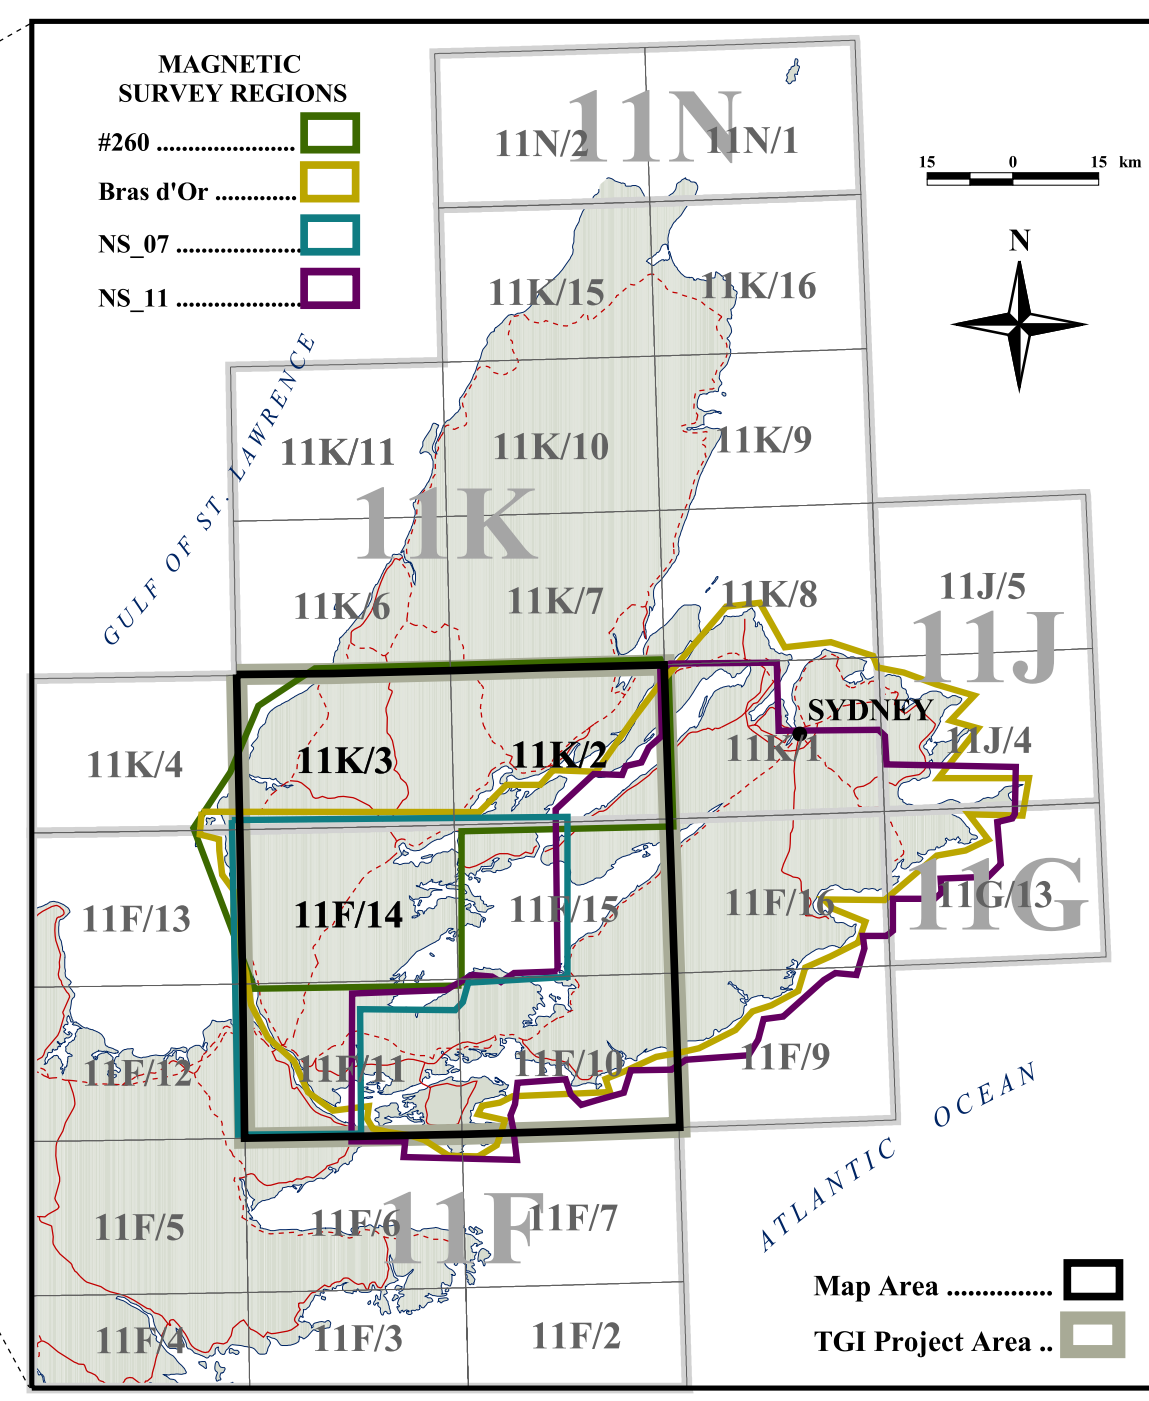 MAGNETIC
SURVEY REGIONS
#260 ......................
Bras d'Or .............
NS_07 ....................
NS_11 ....................
11N
11N/2
11N/1
15 0 15 km
N
11K/15
11K/16
GULF OF ST. LAWRENCE
11K/11
11K/10
11K/9
11K
11K/6
11K/7
11K/8
11J/5
11J
SYDNEY
11K/4
11K/3
11K/2
11K/1
11J/4
11F/13
11F/14
11F/15
11F/16
11G
11G/13
11F/12
11F/11
11F/10
11F/9
ATLANTIC OCEAN
11F/5
11F/6
11F
11F/7
11F/4
11F/3
11F/2
Map Area ...............
TGI Project Area ..